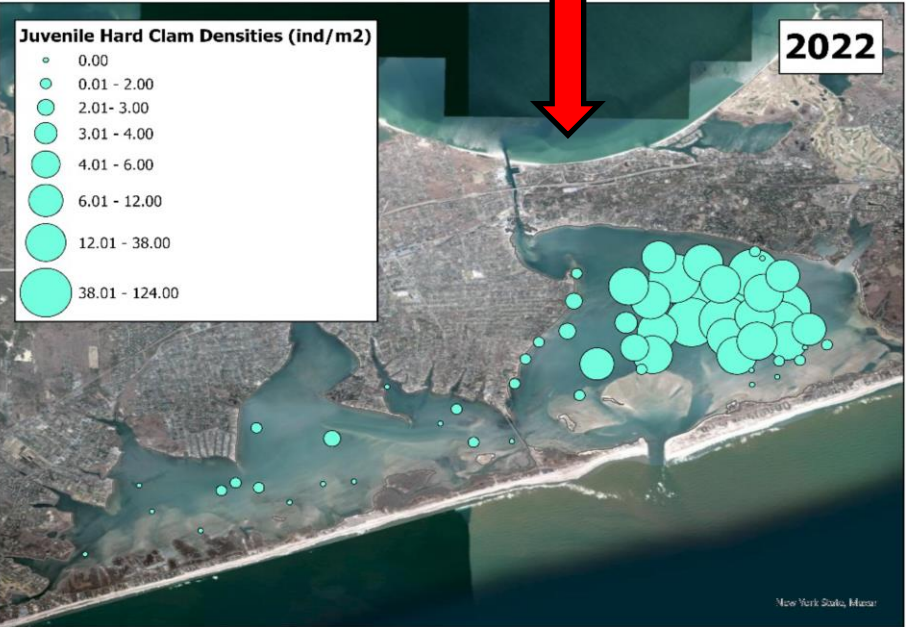 Juvenile Hard Clam Densities (ind/m2)
0.00
0.01 - 2.00
2.01- 3.00
3.01 - 4.00
4.01 - 6.00
6.01 - 12.00
12.01 - 38.00
38.01 - 124.00
2022
New York State, Maxar